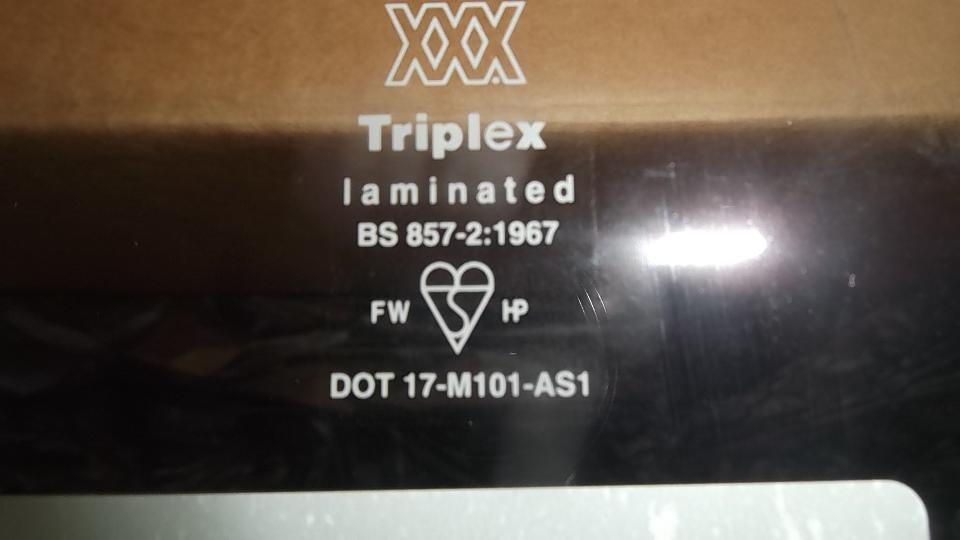 XXX
Triplex
laminated
BS 857-2:1967
FW HP
DOT 17-M101-AS1